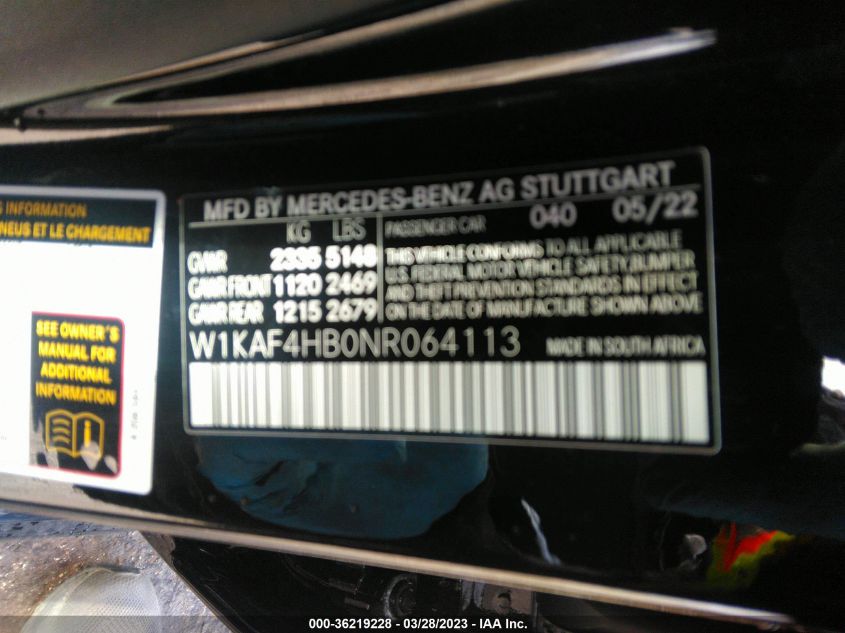 MFD BY MERCEDES-BENZ AG STUTTGART
KG LBS PASSENGER CAR 040 05/22
GVWR 2335 5148
GAWR FRONT 1120 2469
GAWR REAR 1215 2679
THIS VEHICLE CONFORMS TO ALL APPLICABLE
U.S. FEDERAL MOTOR VEHICLE SAFETY, BUMPER
AND THEFT PREVENTION STANDARDS IN EFFECT
ON THE DATE OF MANUFACTURE SHOWN ABOVE
W1KAF4HB0NR064113 MADE IN SOUTH AFRICA
INFORMATION
PNEUS ET LE CHARGEMENT
SEE OWNER'S
MANUAL FOR
ADDITIONAL
INFORMATION
000-36219228 - 03/28/2023 - IAA Inc.